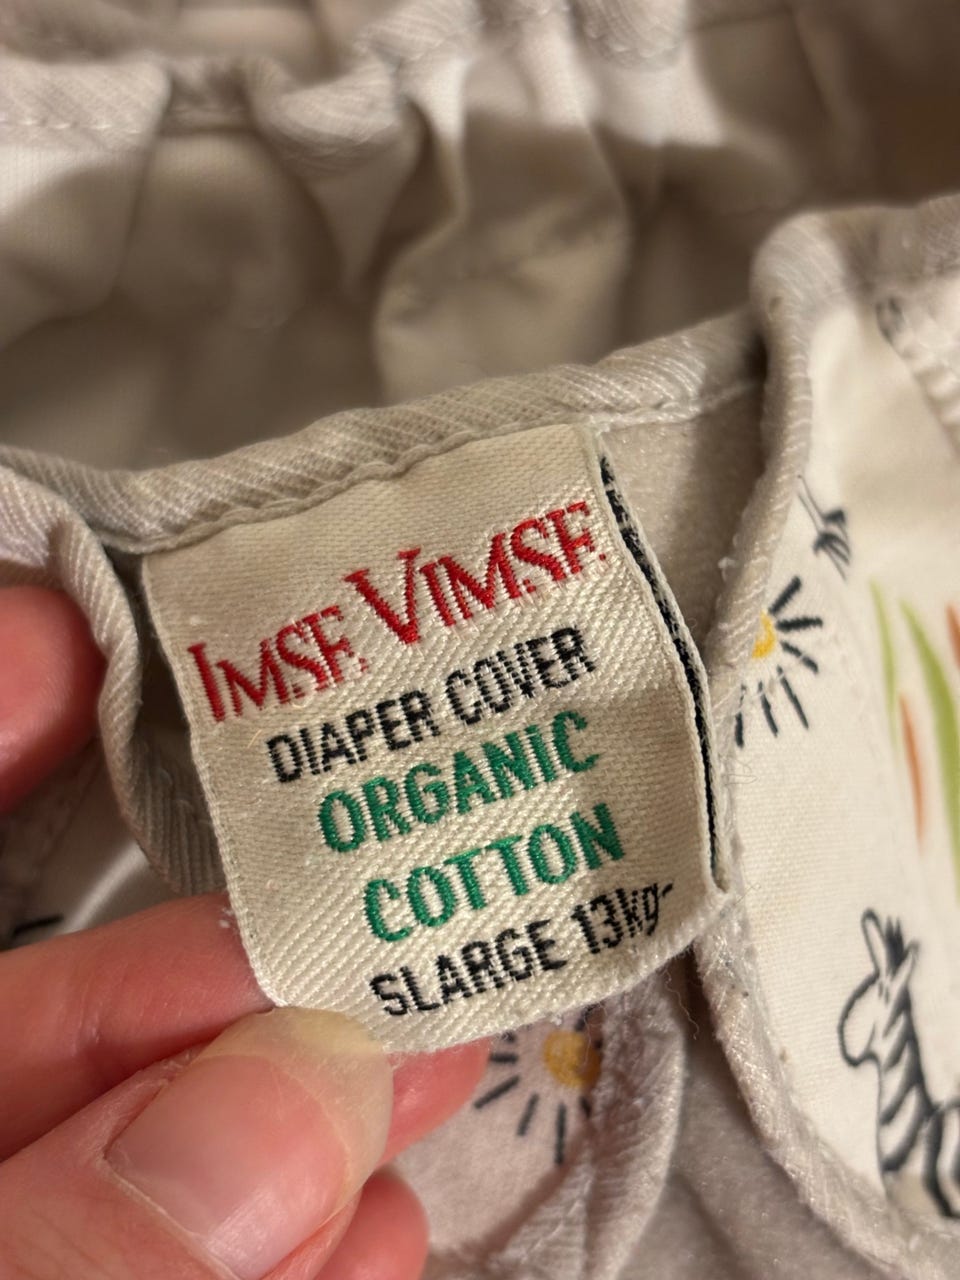 IMSE VIMSE
DIAPER COVER
ORGANIC
COTTON
SLARGE 13kg-